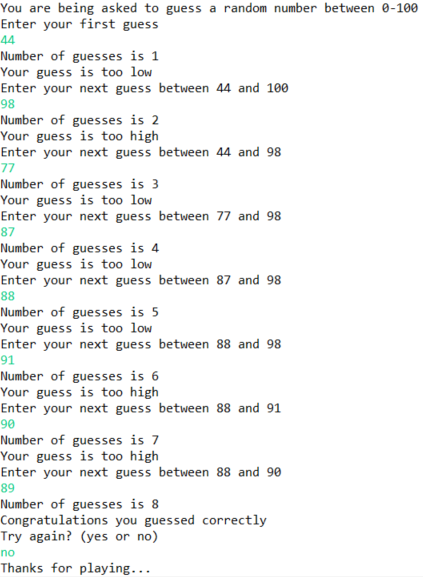 You are being asked to guess a random number between 0-100
Enter your first guess
44
Number of guesses is 1
Your guess is too low
Enter your next guess between 44 and 100
98
Number of guesses is 2
Your guess is too high
Enter your next guess between 44 and 98
77
Number of guesses is 3
Your guess is too low
Enter your next guess between 77 and 98
87
Number of guesses is 4
Your guess is too low
Enter your next guess between 87 and 98
88
Number of guesses is 5
Your guess is too low
Enter your next guess between 88 and 98
91
Number of guesses is 6
Your guess is too high
Enter your next guess between 88 and 91
90
Number of guesses is 7
Your guess is too high
Enter your next guess between 88 and 90
89
Number of guesses is 8
Congratulations you guessed correctly
Try again? (yes or no)
no
Thanks for playing...